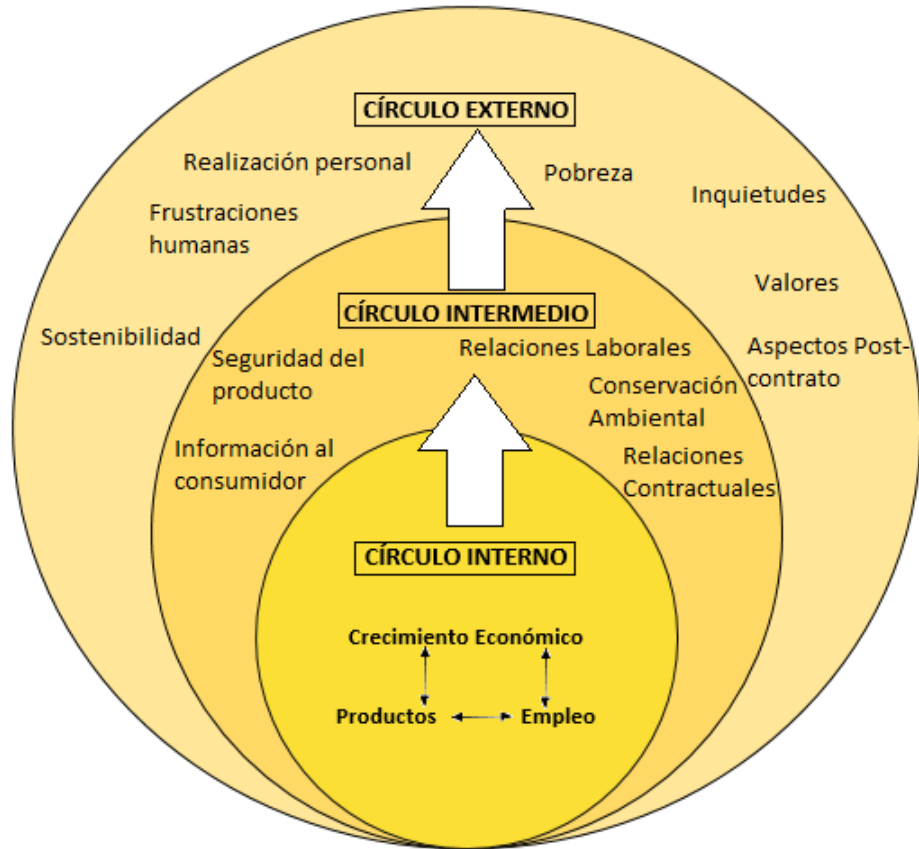 CÍRCULO EXTERNO
Realización personal
Pobreza
Inquietudes
Frustraciones
humanas
Valores
Sostenibilidad
Aspectos Post-
contrato
CÍRCULO INTERMEDIO
Relaciones Laborales
Seguridad del
producto
Conservación
Ambiental
Información al
consumidor
Relaciones
Contractuales
CÍRCULO INTERNO
Crecimiento Económico
Productos
Empleo